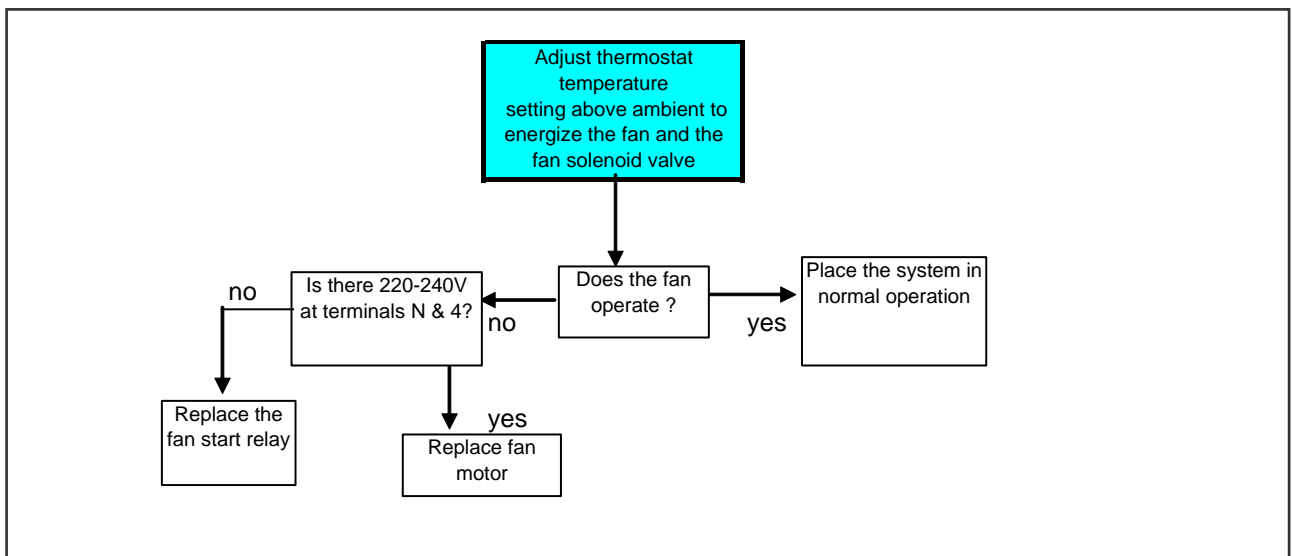 Adjust thermostat
temperature
setting above ambient to
energize the fan and the
fan solenoid valve
Does the fan
operate ?
yes
Place the system in
normal operation
no
Is there 220-240V
at terminals N & 4?
no
Replace the
fan start relay
yes
Replace fan
motor